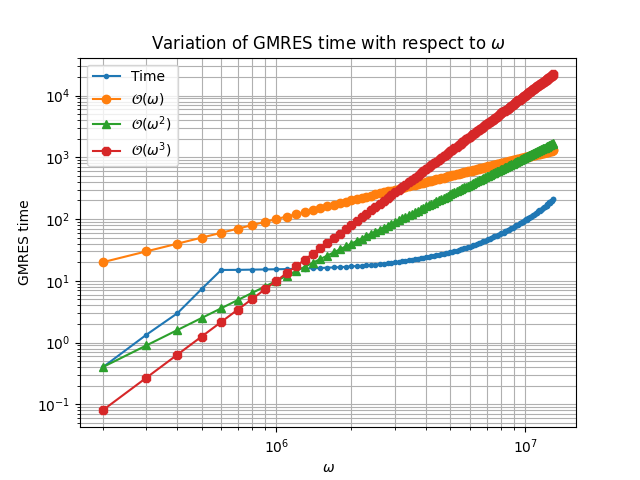 Variation of GMRES time with respect to ω
Time
𝒪(ω)
𝒪(ω²)
𝒪(ω³)
GMRES time
10⁴
10³
10²
10¹
10⁰
10⁻¹
10⁶
10⁷
ω